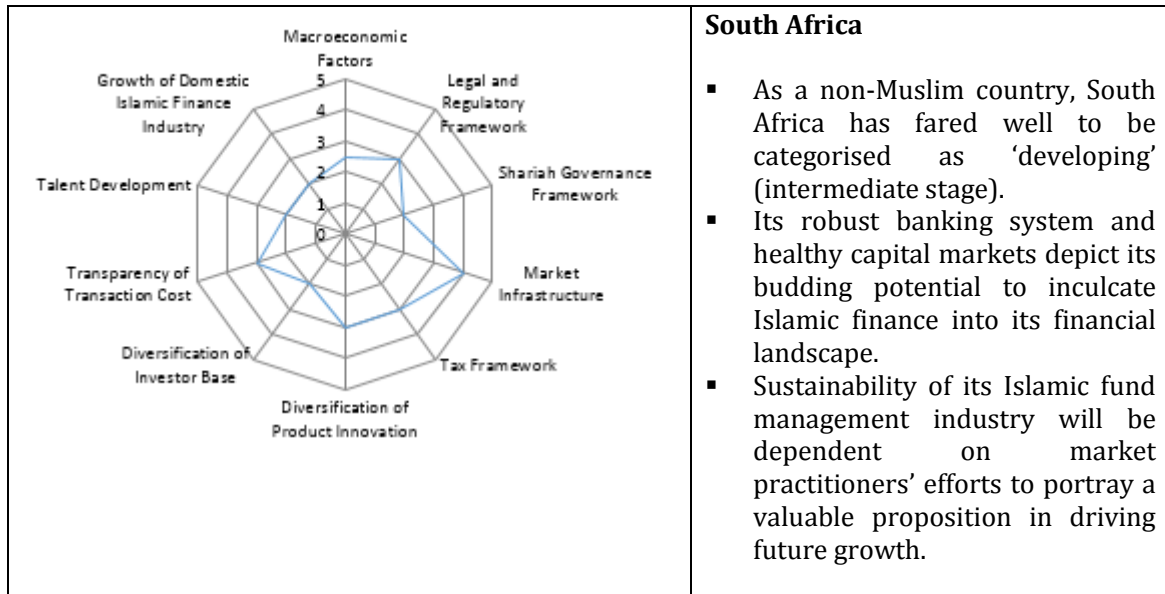 Macroeconomic
Factors
Growth of Domestic
Islamic Finance
Industry
Legal and
Regulatory
Framework
5
4
3
2
1
0
Talent Development
Shariah Governance
Framework
Transparency of
Transaction Cost
Market
Infrastructure
Diversification of
Investor Base
Tax Framework
Diversification of
Product Innovation
South Africa
▪ As a non-Muslim country, South
Africa has fared well to be
categorised as ‘developing’
(intermediate stage).
▪ Its robust banking system and
healthy capital markets depict its
budding potential to inculcate
Islamic finance into its financial
landscape.
▪ Sustainability of its Islamic fund
management industry will be
dependent on market
practitioners’ efforts to portray a
valuable proposition in driving
future growth.